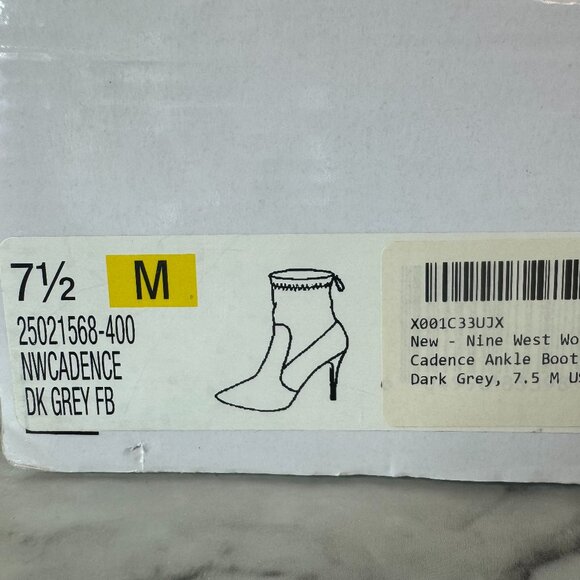 7½ M
25021568-400
NWCADENCE
DK GREY FB
X001C33UJX
New - Nine West Wo
Cadence Ankle Boot
Dark Grey, 7.5 M US